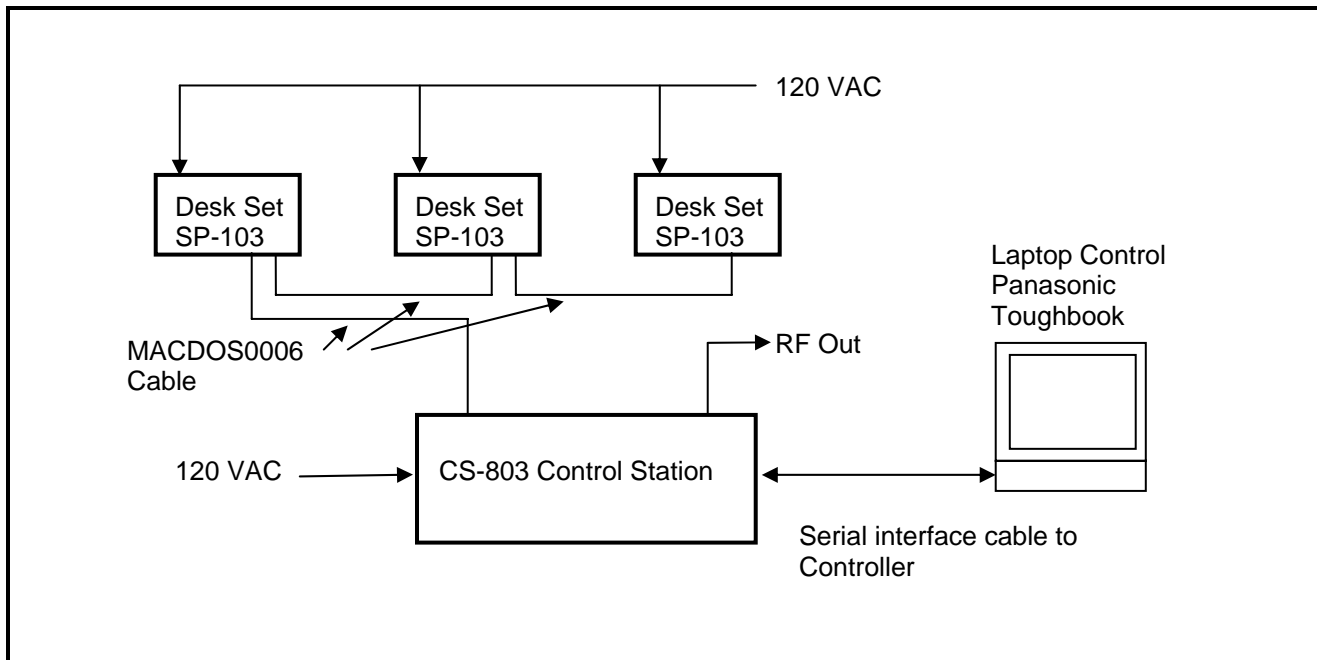 120 VAC
Desk Set
SP-103
Desk Set
SP-103
Desk Set
SP-103
Laptop Control
Panasonic
Toughbook
MACDOS0006
Cable
RF Out
120 VAC
CS-803 Control Station
Serial interface cable to
Controller